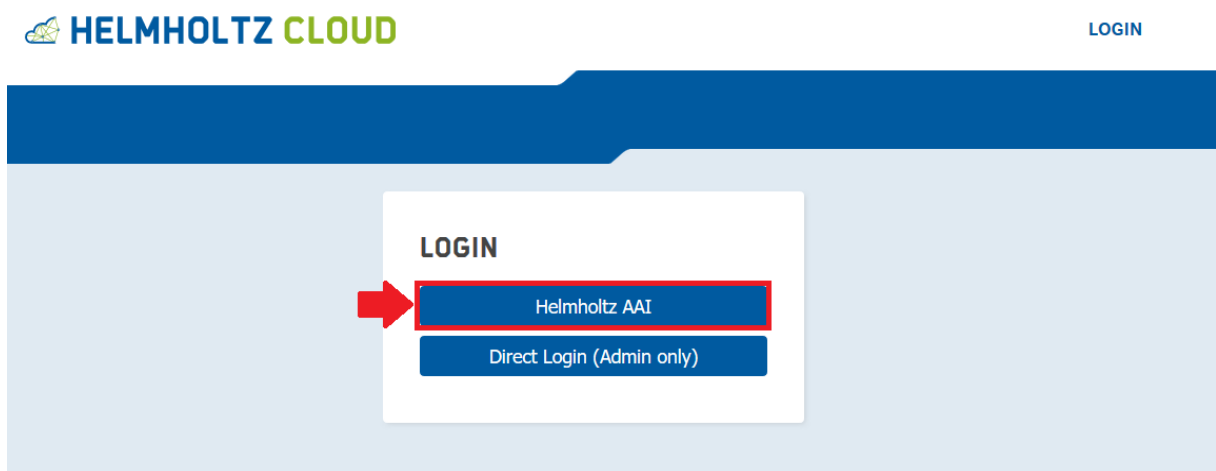 HELMHOLTZ CLOUD
LOGIN
LOGIN
Helmholtz AAI
Direct Login (Admin only)